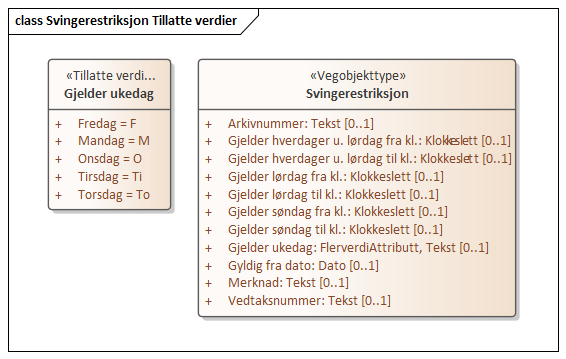 class Svingerestriksjon Tillatte verdier
«Tillatte verdi...
Gjelder ukedag
+ Fredag = F
+ Mandag = M
+ Onsdag = O
+ Tirsdag = Ti
+ Torsdag = To
«Vegobjekttype»
Svingerestriksjon
+ Arkivnummer: Tekst [0..1]
+ Gjelder hverdager u. lørdag fra kl.: Klokkeslett [0..1]
+ Gjelder hverdager u. lørdag til kl.: Klokkeslett [0..1]
+ Gjelder lørdag fra kl.: Klokkeslett [0..1]
+ Gjelder lørdag til kl.: Klokkeslett [0..1]
+ Gjelder søndag fra kl.: Klokkeslett [0..1]
+ Gjelder søndag til kl.: Klokkeslett [0..1]
+ Gjelder ukedag: FlerverdiAttributt, Tekst [0..1]
+ Gyldig fra dato: Dato [0..1]
+ Merknad: Tekst [0..1]
+ Vedtaksnummer: Tekst [0..1]